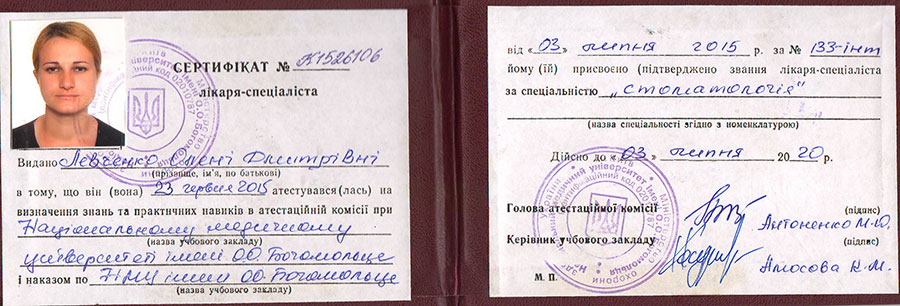 СЕРТИФІКАТ № К1526106
лікаря-спеціаліста
Видано Левченко Олені Дмитрівні
(прізвище, ім'я, по батькові)
в тому, що він (вона) 23 червня 2015 атестувався(лась) на
визначення знань та практичних навиків в атестаційній комісії при
Національному медичному
(назва учбового закладу)
університеті імені О.О.Богомольце
і наказом по НМУ імені О.О.Богомольце
(назва учбового закладу)
від „03" липня 2015 р. за № 133-інт
йому (їй) присвоєно (підтверджено звання лікаря-спеціаліста
за спеціальністю „стоматологія"
(назва спеціальності згідно з номенклатурою)
Дійсно до «03» липня 2020 р.
Голова атестаційної комісії
(підпис)
Антоненко М.Ю.
Керівник учбового закладу
(підпис)
Амосова К.М.
М. П.